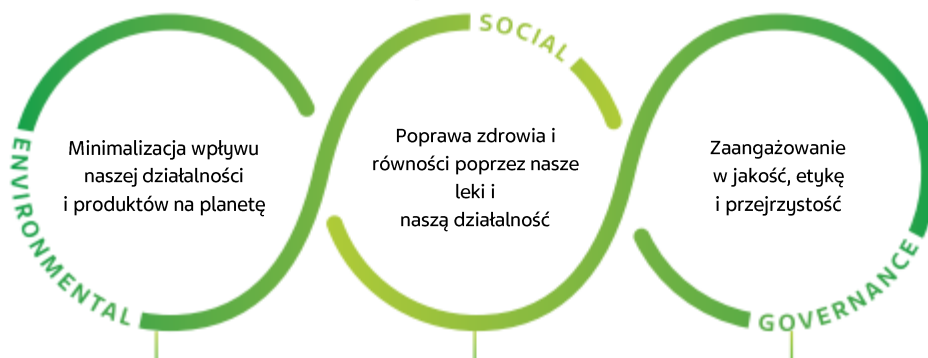 ENVIRONMENTAL
Minimalizacja wpływu
naszej działalności
i produktów na planetę
SOCIAL
Poprawa zdrowia i
równości poprzez nasze
leki i
naszą działalność
GOVERNANCE
Zaangażowanie
w jakość, etykę
i przejrzystość